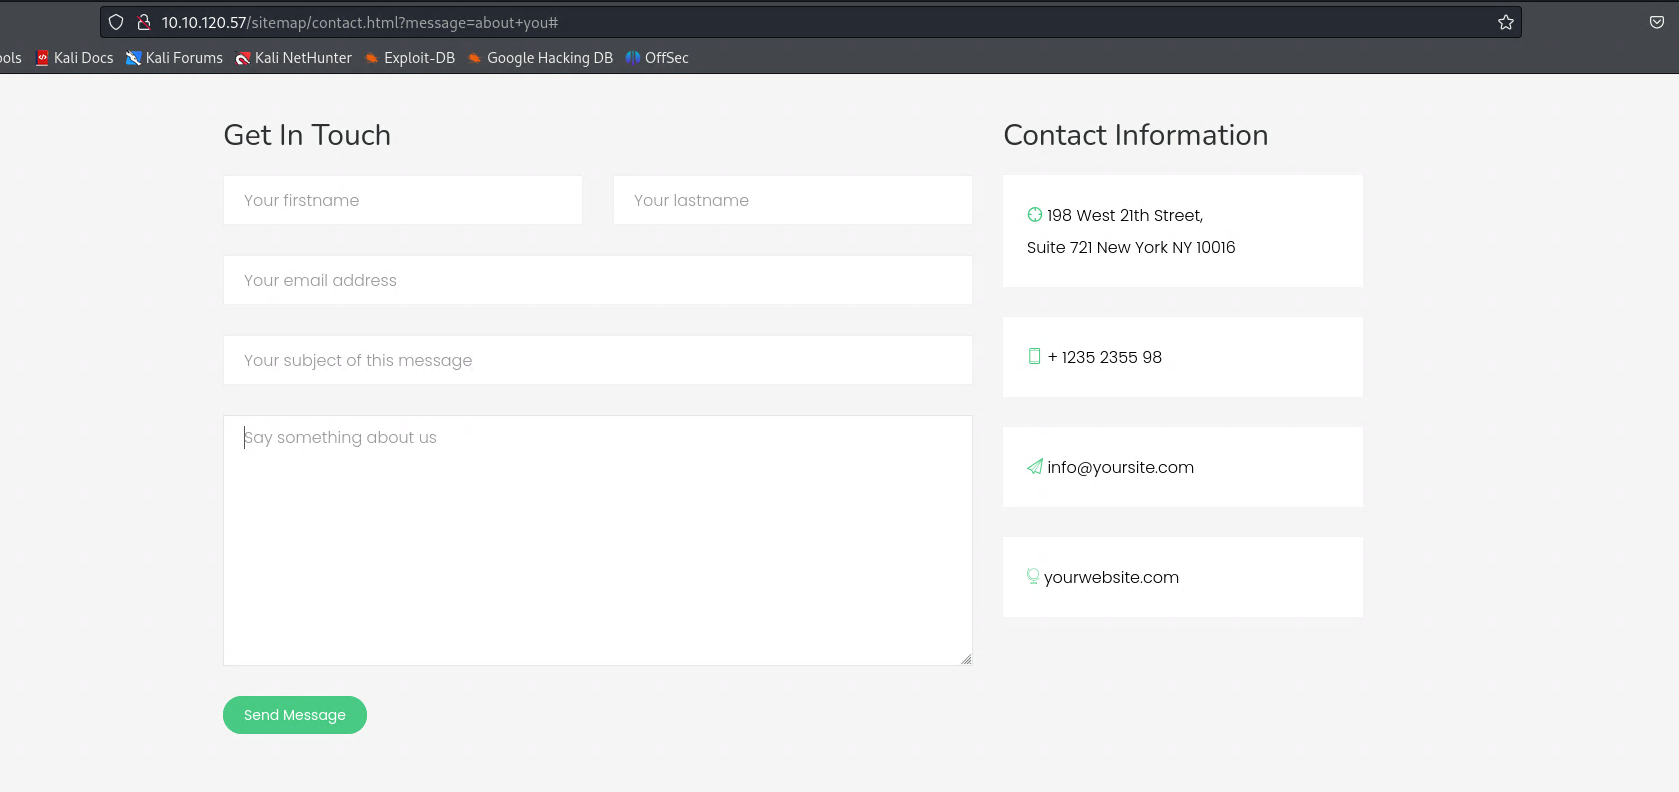 10.10.120.57/sitemap/contact.html?message=about+you#
ols Kali Docs Kali Forums Kali NetHunter Exploit-DB Google Hacking DB OffSec
Get In Touch
Your firstname Your lastname
Your email address
Your subject of this message
Say something about us
Send Message
Contact Information
198 West 21th Street,
Suite 721 New York NY 10016
+ 1235 2355 98
info@yoursite.com
yourwebsite.com